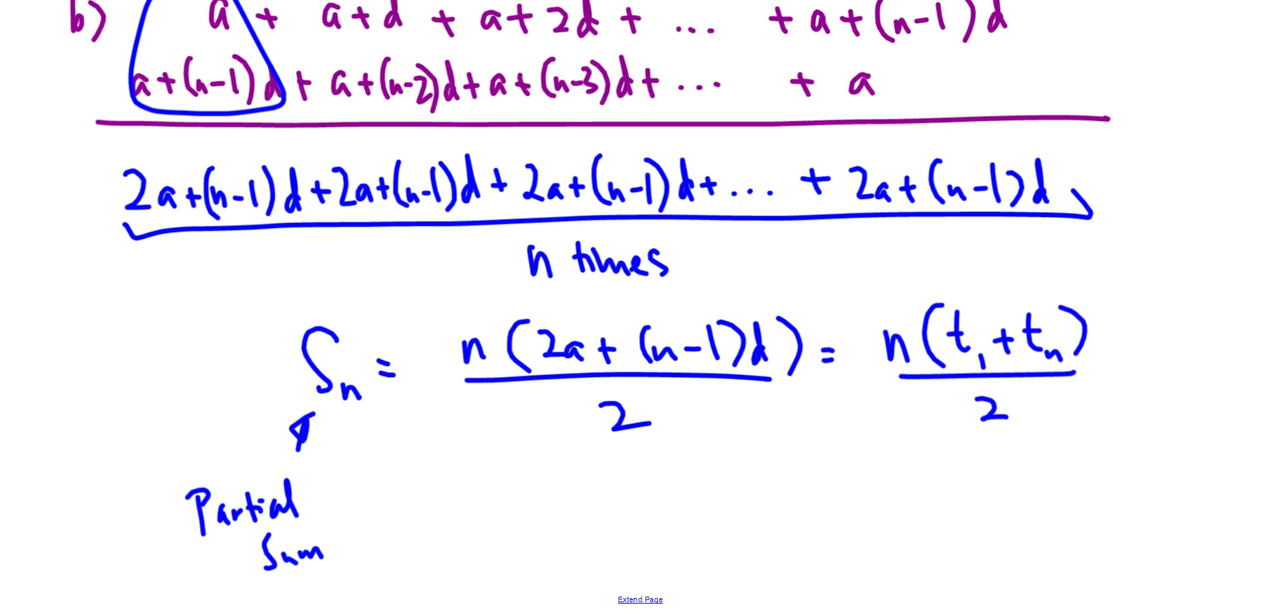 b) a + a+d + a+2d + ... + a+(n-1)d
a+(n-1)d + a+(n-2)d + a+(n-3)d + ... + a
2a+(n-1)d + 2a+(n-1)d + 2a+(n-1)d + ... + 2a+(n-1)d
n times
Sₙ = n(2a+(n-1)d)/2 = n(t₁+tₙ)/2
Partial
Sum
Extend Page